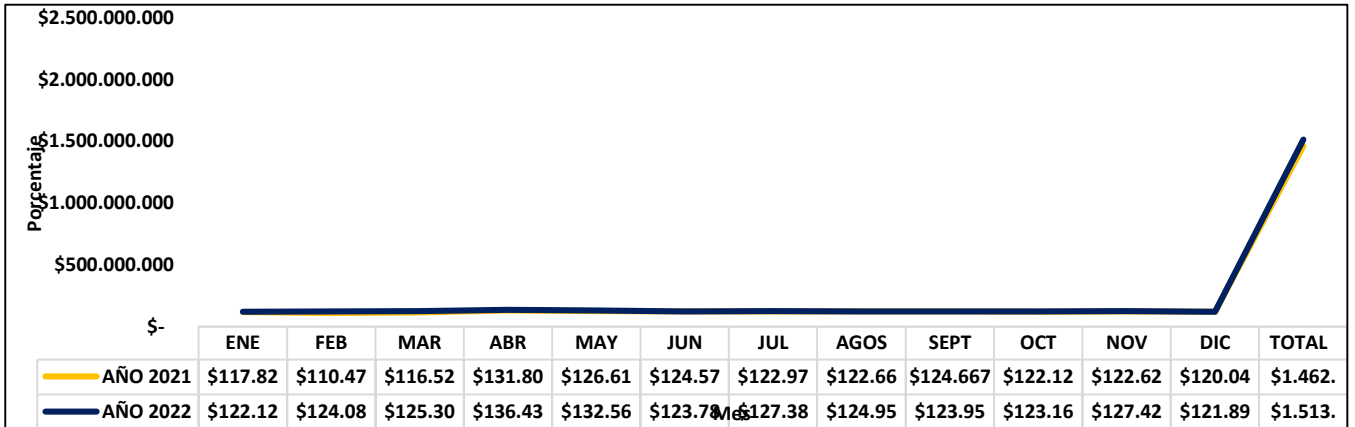 $2.500.000.000
$2.000.000.000
$1.500.000.000
$1.000.000.000
$500.000.000
$-
Porcentaje
ENE FEB MAR ABR MAY JUN JUL AGOS SEPT OCT NOV DIC TOTAL
AÑO 2021 $117.82 $110.47 $116.52 $131.80 $126.61 $124.57 $122.97 $122.66 $124.667 $122.12 $122.62 $120.04 $1.462.
AÑO 2022 $122.12 $124.08 $125.30 $136.43 $132.56 $123.78 $127.38 $124.95 $123.95 $123.16 $127.42 $121.89 $1.513.
Mes